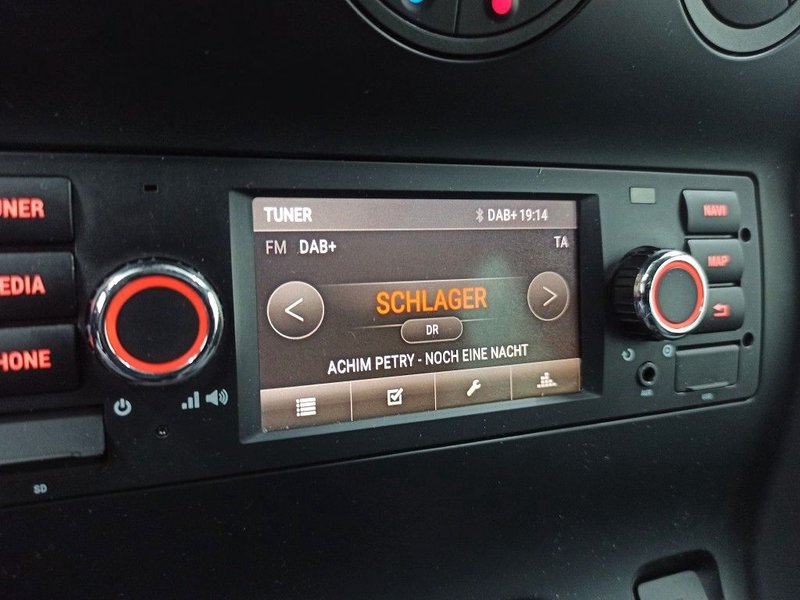 TUNER
DAB+ 19:14
FM DAB+
TA
SCHLAGER
DR
ACHIM PETRY - NOCH EINE NACHT
UNER
EDIA
HONE
SD
NAVI
MAP
AUX